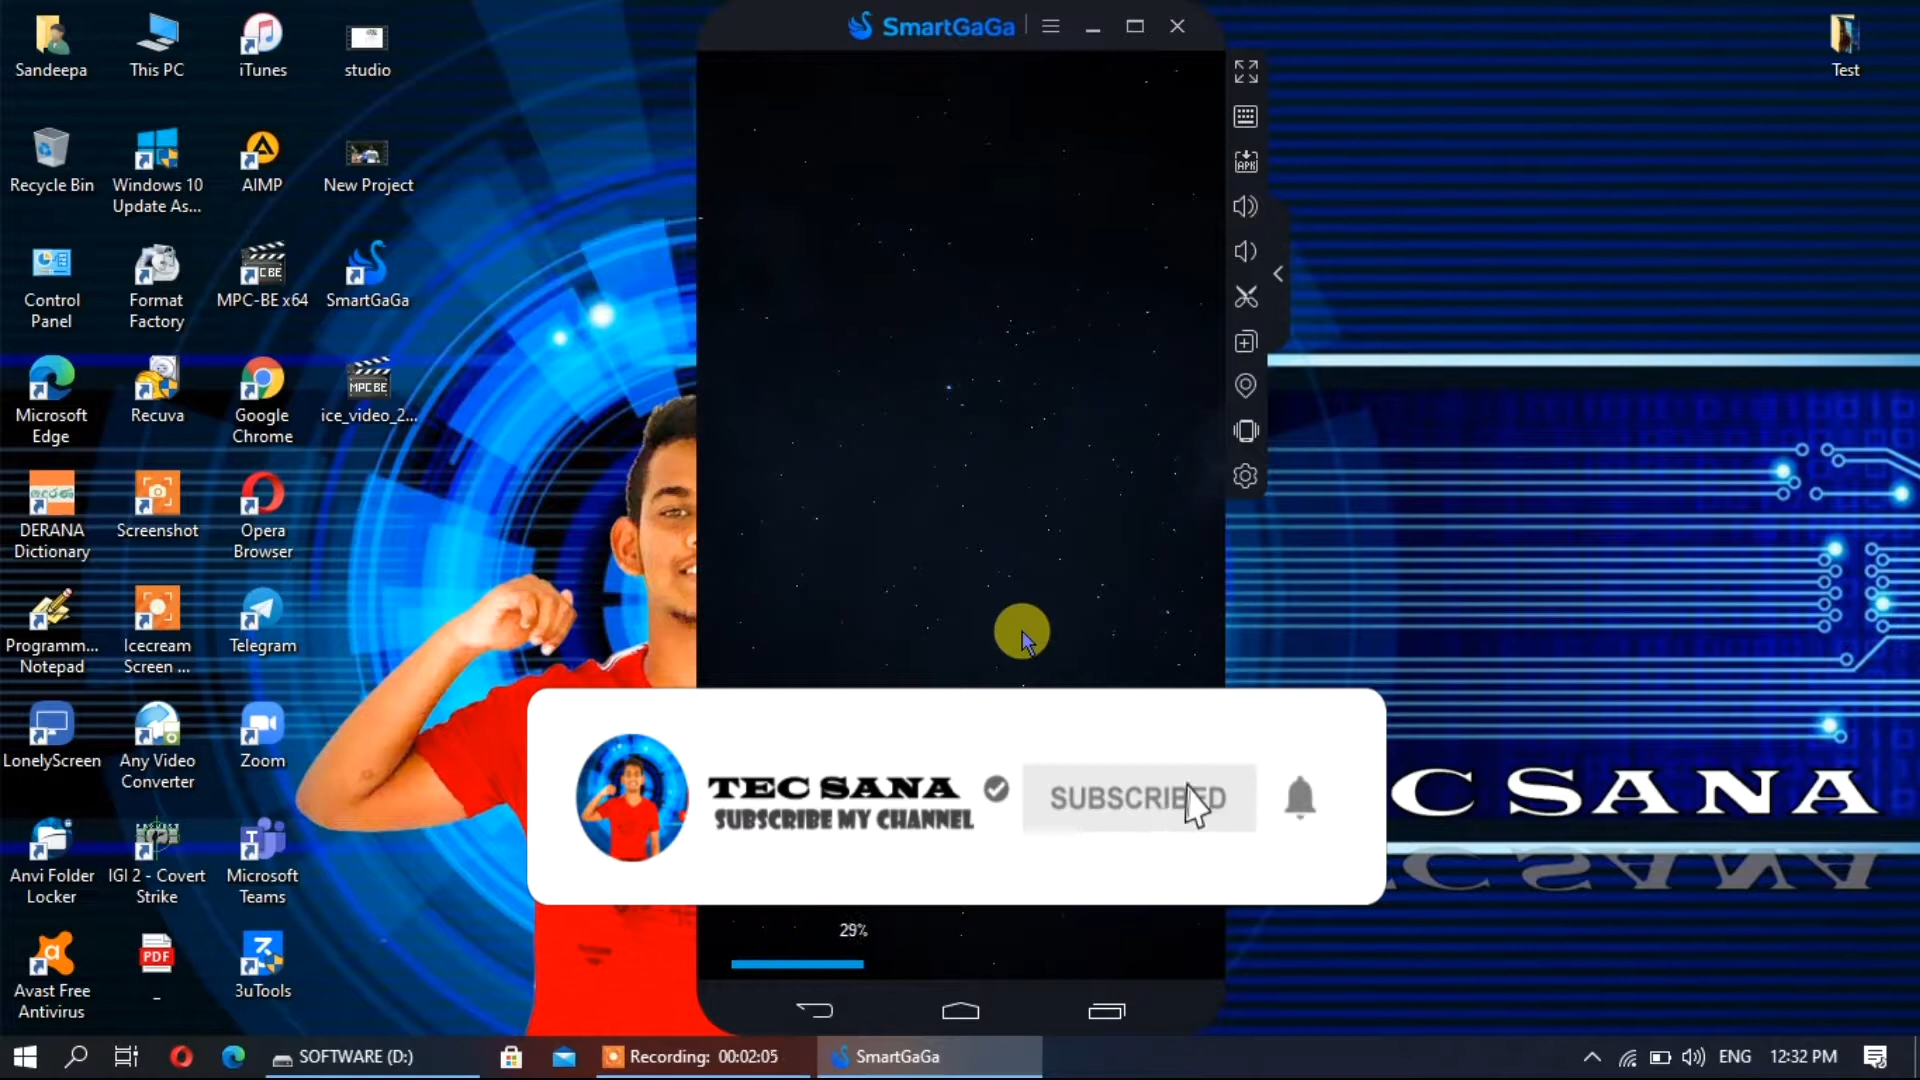 SmartGaGa
Sandeepa
This PC
iTunes
studio
Test
Recycle Bin
Windows 10
Update As...
AIMP
New Project
APK
Control
Panel
Format
Factory
CBE
MPC-BE x64
SmartGaGa
Microsoft
Edge
Recuva
Google
Chrome
MPCBE
ice_video_2...
DERANA
Dictionary
Screenshot
Opera
Browser
Programm...
Notepad
Icecream
Screen ...
Telegram
LonelyScreen
Any Video
Converter
Zoom
TEC SANA
SUBSCRIBE MY CHANNEL
SUBSCRIBED
C SANA
Anvi Folder
Locker
IGI 2 - Covert
Strike
Microsoft
Teams
29%
Avast Free
Antivirus
PDF
_
3uTools
SOFTWARE (D:)
Recording: 00:02:05
SmartGaGa
ENG
12:32 PM